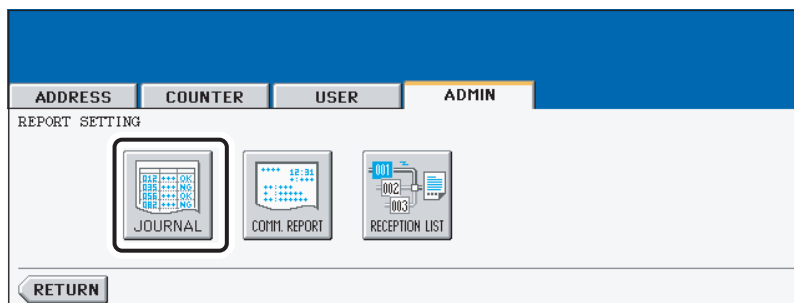 ADDRESS COUNTER USER ADMIN
REPORT SETTING
012 +++ OK
035 +++ NG
056 +++ OK
082 +++ NG
JOURNAL
++++ 12:31
COMM. REPORT
001
002
003
RECEPTION LIST
RETURN